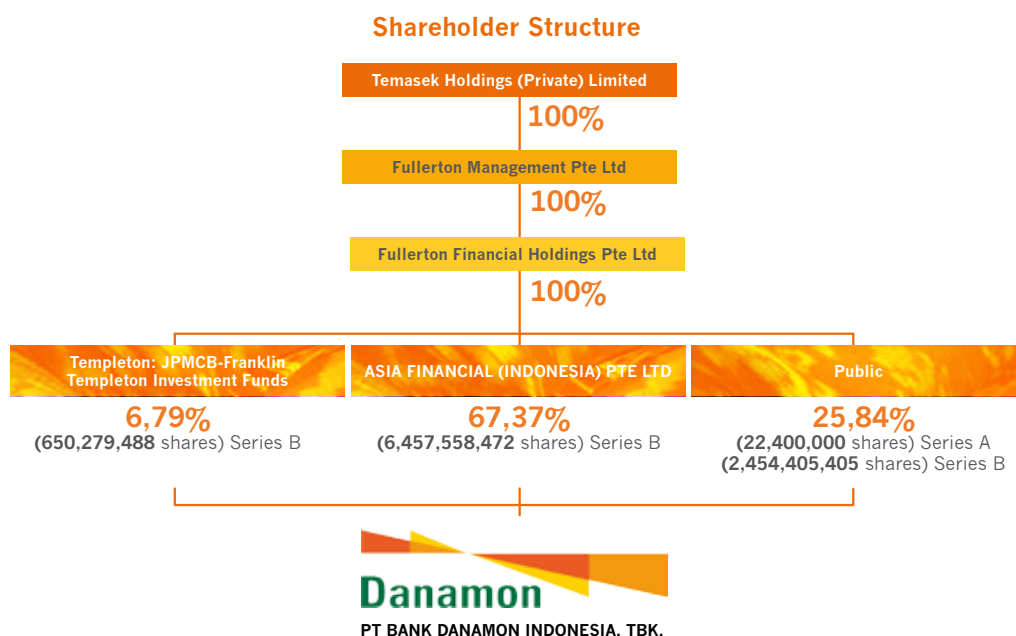 Shareholder Structure
Temasek Holdings (Private) Limited
100%
Fullerton Management Pte Ltd
100%
Fullerton Financial Holdings Pte Ltd
100%
Templeton: JPMCB-Franklin
Templeton Investment Funds
6,79%
(650,279,488 shares) Series B
ASIA FINANCIAL (INDONESIA) PTE LTD
67,37%
(6,457,558,472 shares) Series B
Public
25,84%
(22,400,000 shares) Series A
(2,454,405,405 shares) Series B
Danamon
PT BANK DANAMON INDONESIA. TBK.